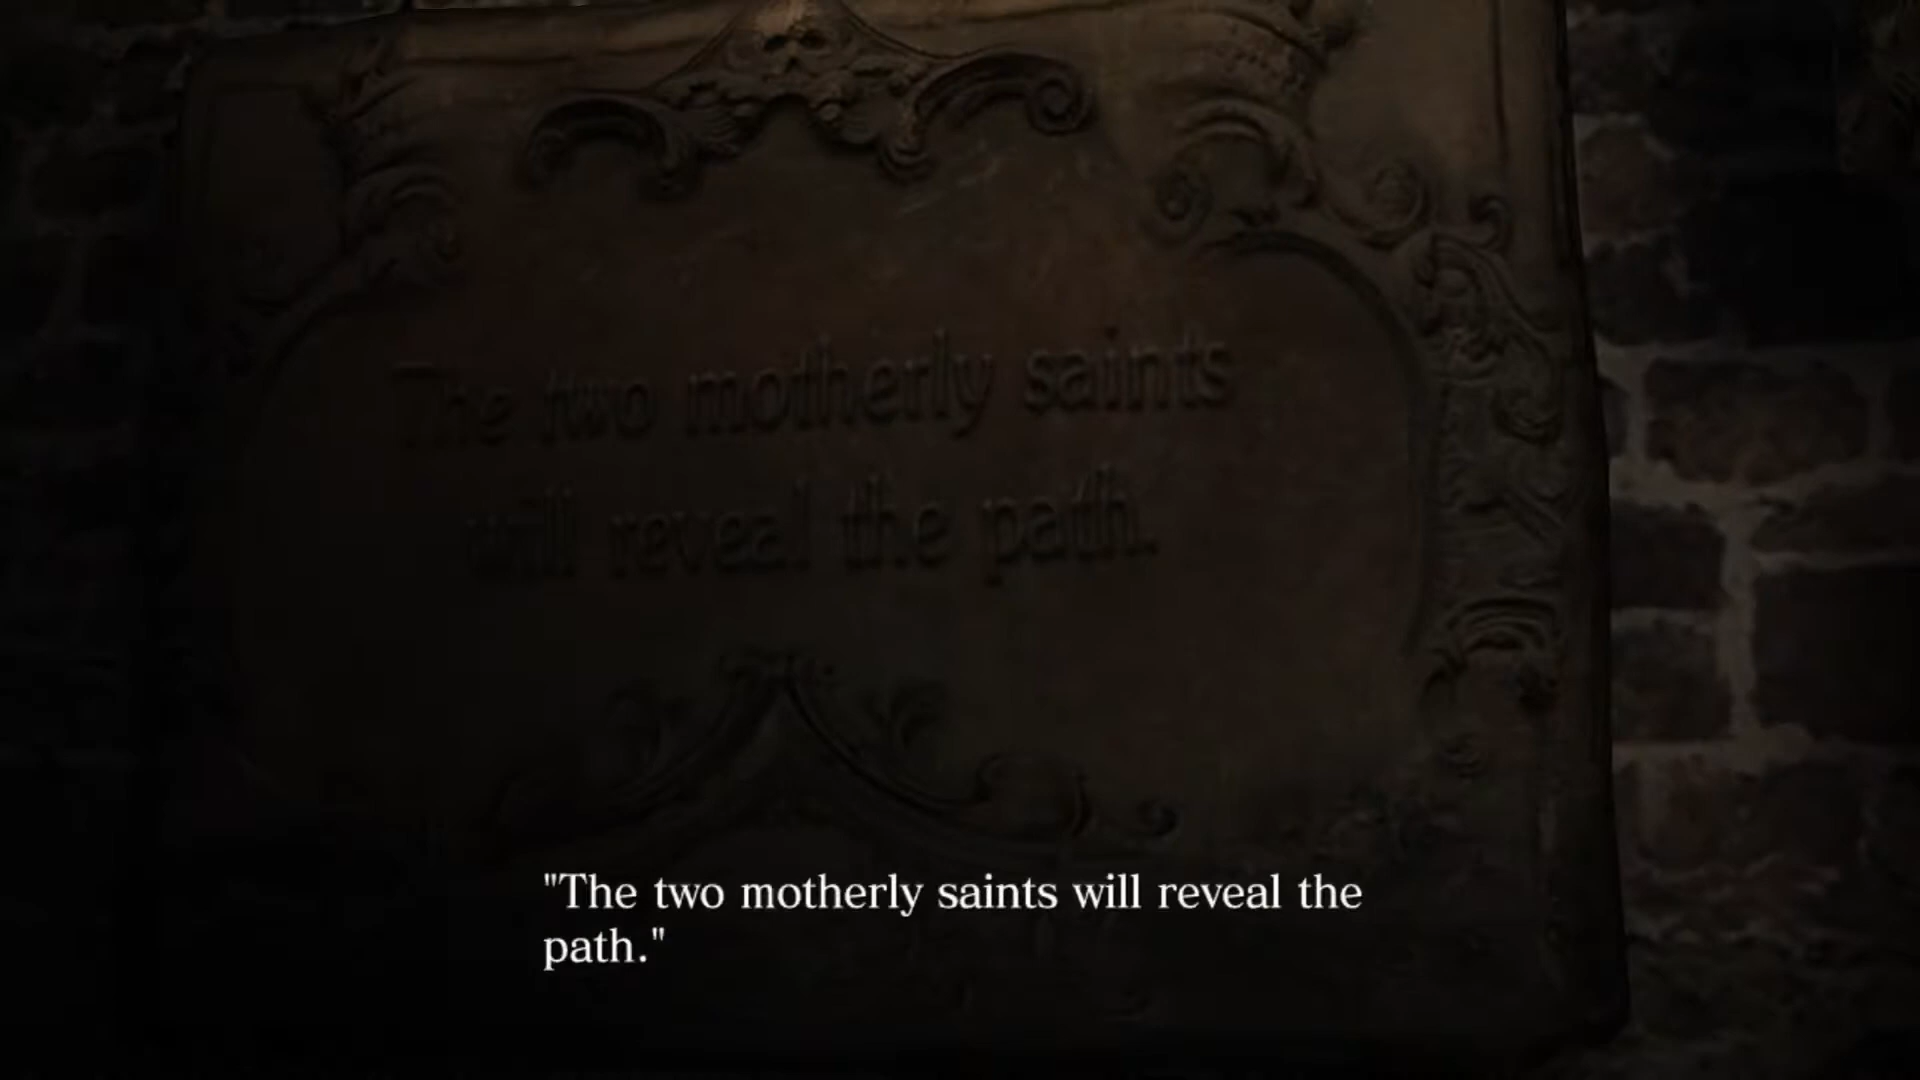 The two motherly saints
will reveal the path.
"The two motherly saints will reveal the
path."